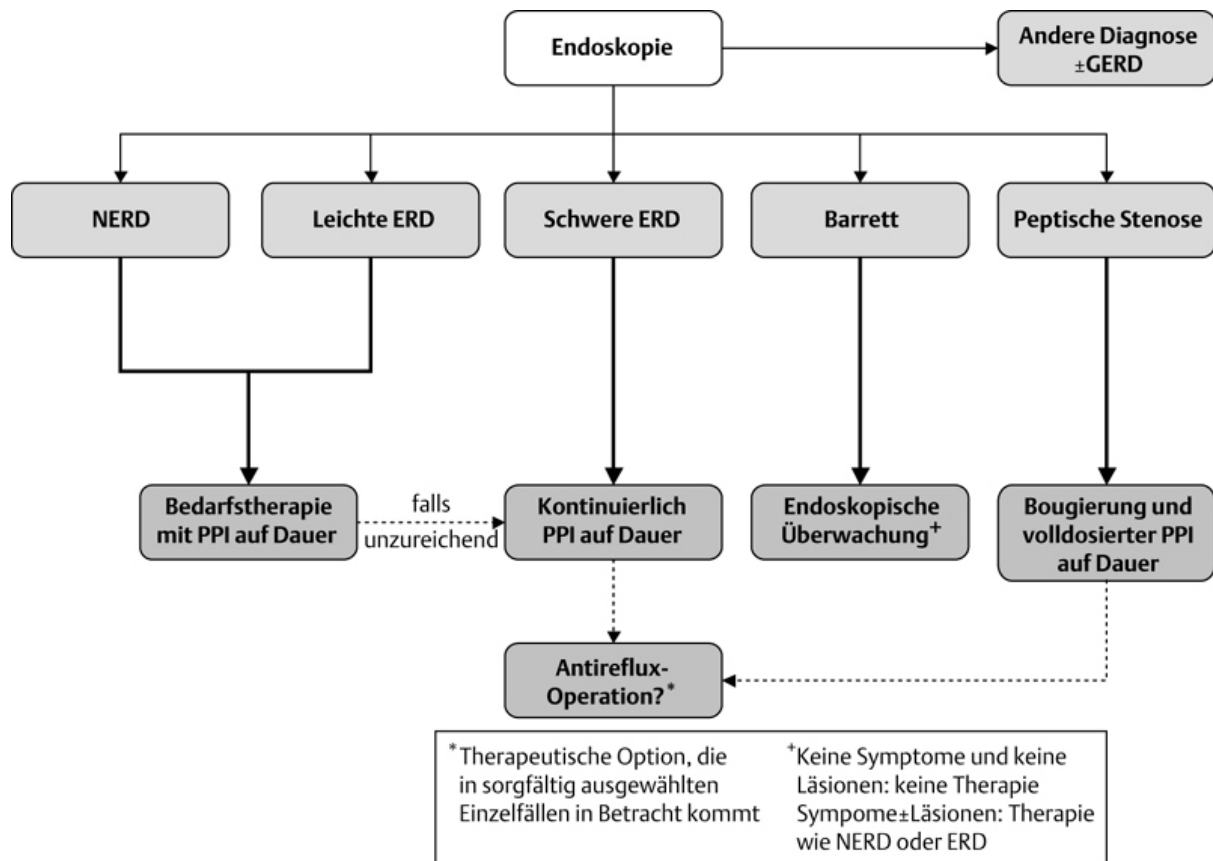 Endoskopie
Andere Diagnose
±GERD
NERD
Leichte ERD
Schwere ERD
Barrett
Peptische Stenose
Bedarfstherapie
mit PPI auf Dauer
falls
unzureichend
Kontinuierlich
PPI auf Dauer
Endoskopische
Überwachung+
Bougierung und
volldosierter PPI
auf Dauer
Antireflux-
Operation?*
*Therapeutische Option, die
in sorgfältig ausgewählten
Einzelfällen in Betracht kommt
+Keine Symptome und keine
Läsionen: keine Therapie
Sympome±Läsionen: Therapie
wie NERD oder ERD